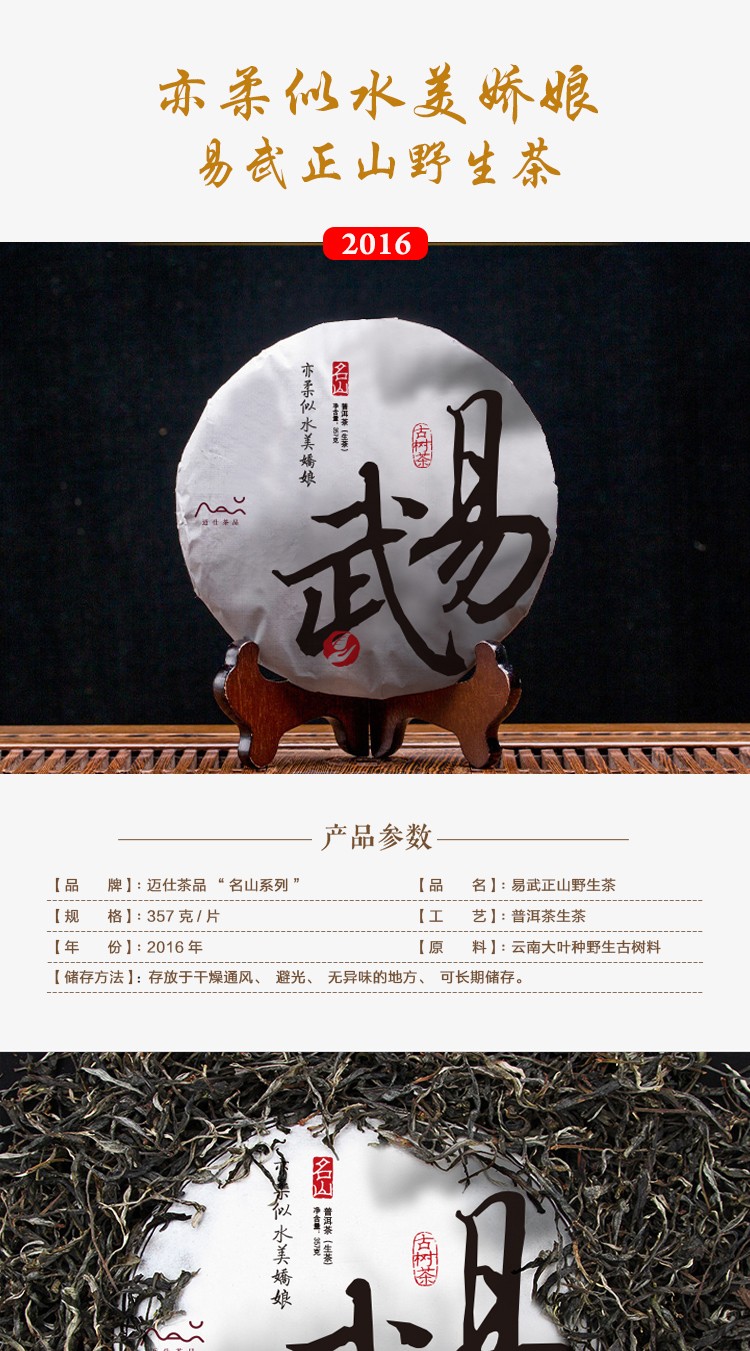 亦柔似水美娇娘
易武正山野生茶
2016
亦柔似水美嬌娘
名山
普洱茶（生茶）
净含量：357克
古树茶
易武
迈仕茶品
产品参数
【品 牌】：迈仕茶品 “名山系列”
【品 名】：易武正山野生茶
【规 格】：357 克 / 片
【工 艺】：普洱茶生茶
【年 份】：2016 年
【原 料】：云南大叶种野生古树料
【储存方法】：存放于干燥通风、 避光、 无异味的地方、 可长期储存。
亦柔似水美嬌娘
名山
普洱茶（生茶）
净含量：357克
古树茶